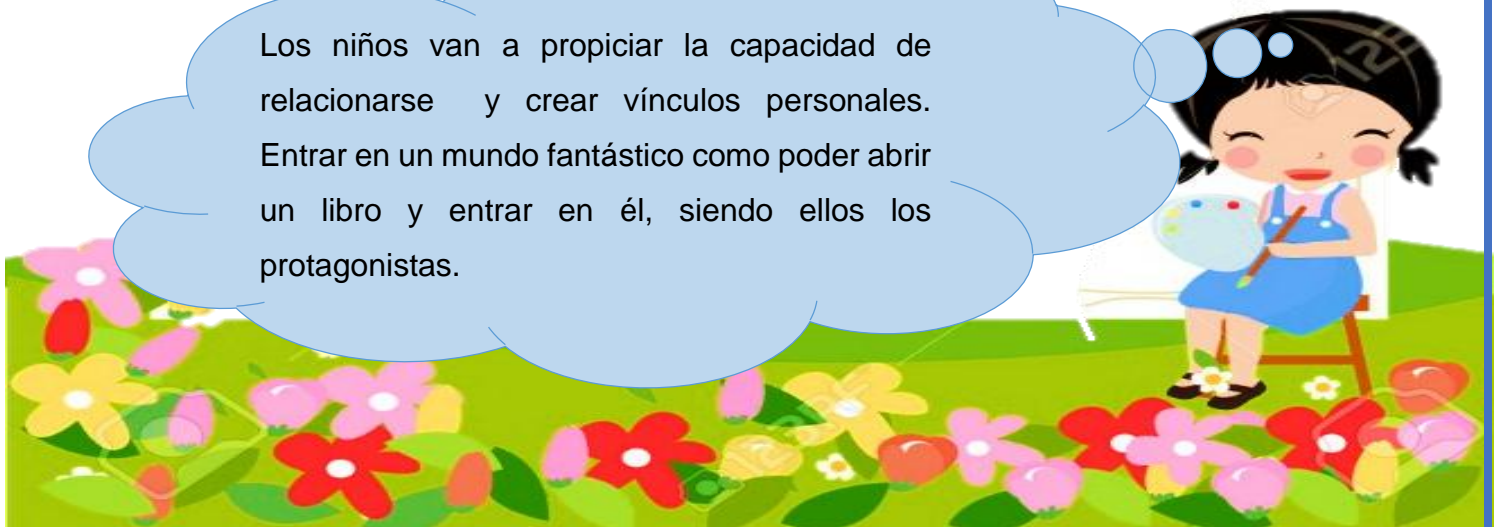 Los niños van a propiciar la capacidad de
relacionarse y crear vínculos personales.
Entrar en un mundo fantástico como poder abrir
un libro y entrar en él, siendo ellos los
protagonistas.